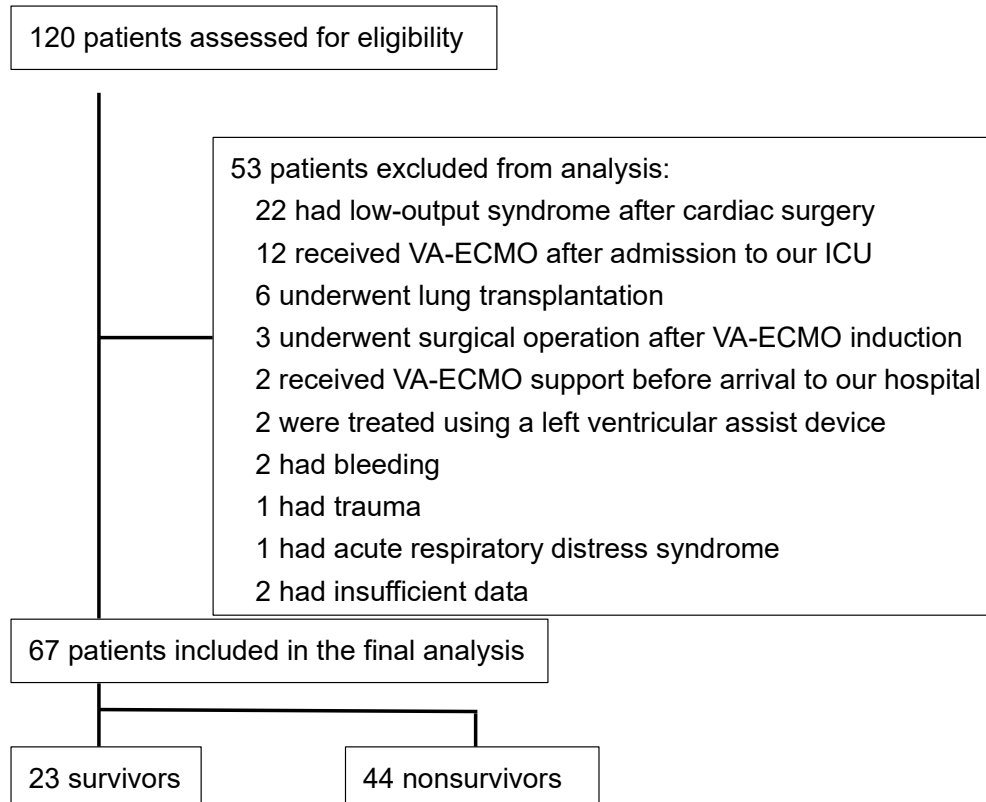 120 patients assessed for eligibility
53 patients excluded from analysis:
22 had low-output syndrome after cardiac surgery
12 received VA-ECMO after admission to our ICU
6 underwent lung transplantation
3 underwent surgical operation after VA-ECMO induction
2 received VA-ECMO support before arrival to our hospital
2 were treated using a left ventricular assist device
2 had bleeding
1 had trauma
1 had acute respiratory distress syndrome
2 had insufficient data
67 patients included in the final analysis
23 survivors
44 nonsurvivors